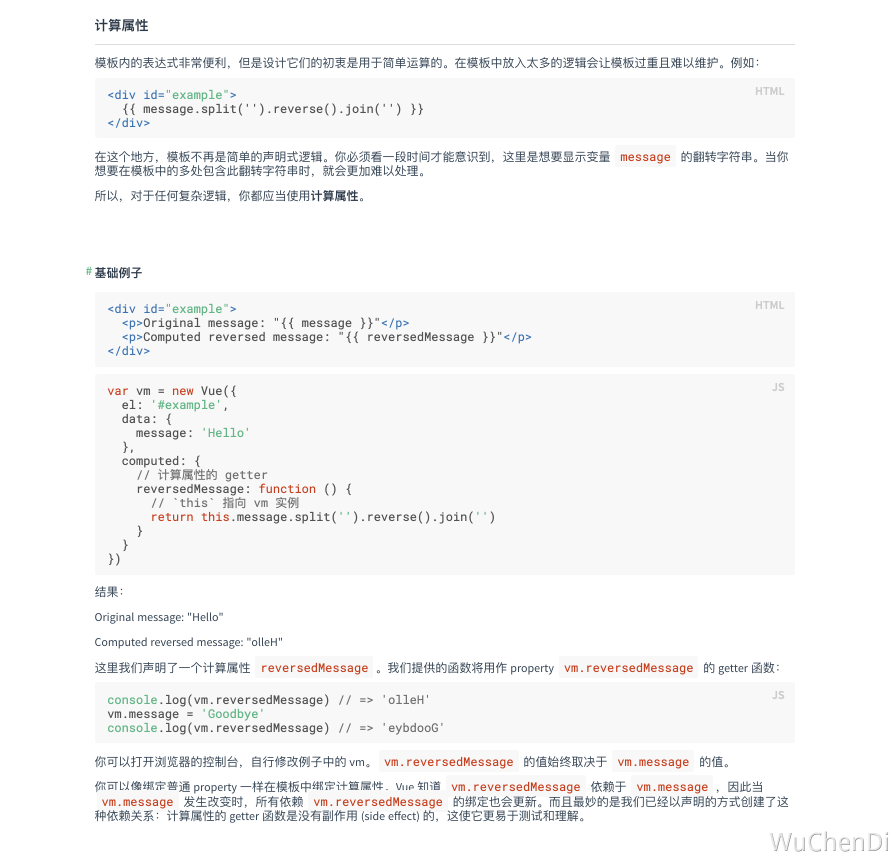 计算属性
模板内的表达式非常便利，但是设计它们的初衷是用于简单运算的。在模板中放入太多的逻辑会让模板过重且难以维护。例如：
HTML
<div id="example">
  {{ message.split('').reverse().join('') }}
</div>
在这个地方，模板不再是简单的声明式逻辑。你必须看一段时间才能意识到，这里是想要显示变量 message 的翻转字符串。当你
想要在模板中的多处包含此翻转字符串时，就会更加难以处理。
所以，对于任何复杂逻辑，你都应当使用计算属性。
# 基础例子
HTML
<div id="example">
  <p>Original message: "{{ message }}"</p>
  <p>Computed reversed message: "{{ reversedMessage }}"</p>
</div>
JS
var vm = new Vue({
  el: '#example',
  data: {
    message: 'Hello'
  },
  computed: {
    // 计算属性的 getter
    reversedMessage: function () {
      // `this` 指向 vm 实例
      return this.message.split('').reverse().join('')
    }
  }
})
结果：
Original message: "Hello"
Computed reversed message: "olleH"
这里我们声明了一个计算属性 reversedMessage 。我们提供的函数将用作 property vm.reversedMessage 的 getter 函数：
JS
console.log(vm.reversedMessage) // => 'olleH'
vm.message = 'Goodbye'
console.log(vm.reversedMessage) // => 'eybdooG'
你可以打开浏览器的控制台，自行修改例子中的 vm。 vm.reversedMessage 的值始终取决于 vm.message 的值。
你可以像绑定普通 property 一样在模板中绑定计算属性。Vue 知道 vm.reversedMessage 依赖于 vm.message ，因此当
vm.message 发生改变时，所有依赖 vm.reversedMessage 的绑定也会更新。而且最妙的是我们已经以声明的方式创建了这
种依赖关系：计算属性的 getter 函数是没有副作用 (side effect) 的，这使它更易于测试和理解。
WuChenDi